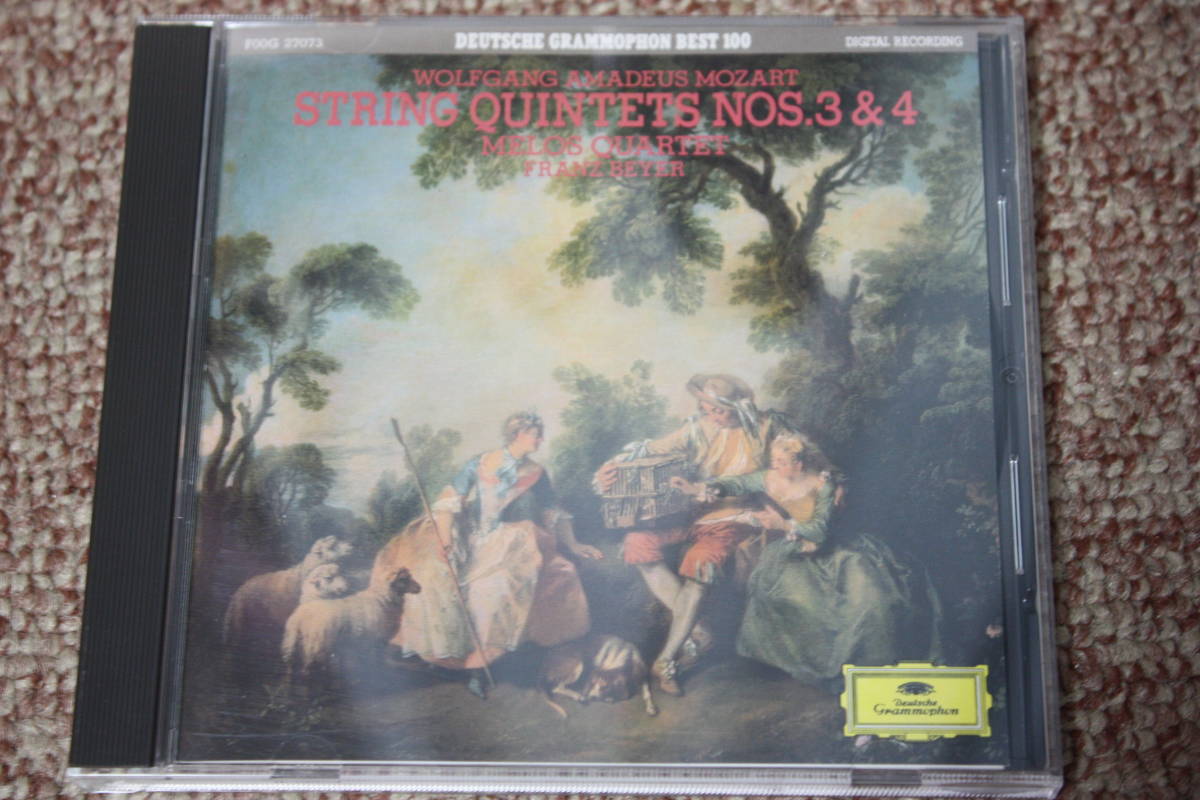 F00G 27073 DEUTSCHE GRAMMOPHON BEST 100 DIGITAL RECORDING
WOLFGANG AMADEUS MOZART
STRING QUINTETS NOS.3 & 4
MELOS QUARTET
FRANZ BEYER
Deutsche
Grammophon